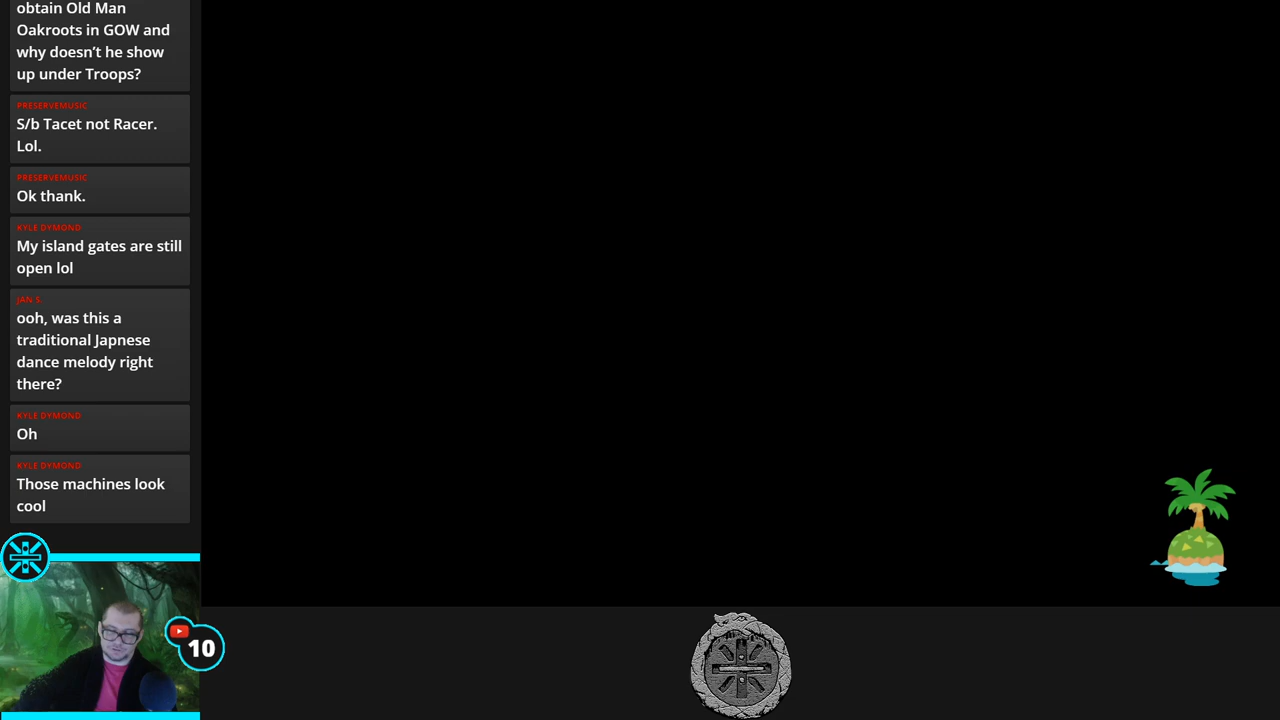 obtain Old Man
Oakroots in GOW and
why doesn’t he show
up under Troops?
PRESERVEMUSIC
S/b Tacet not Racer.
Lol.
PRESERVEMUSIC
Ok thank.
KYLE DYMOND
My island gates are still
open lol
JAN S.
ooh, was this a
traditional Japnese
dance melody right
there?
KYLE DYMOND
Oh
KYLE DYMOND
Those machines look
cool
10